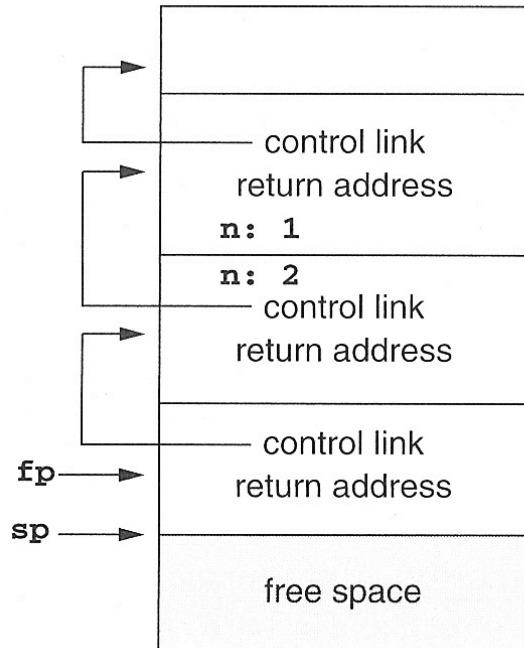 control link
return address
n: 1
n: 2
control link
return address
control link
fp
return address
sp
free space